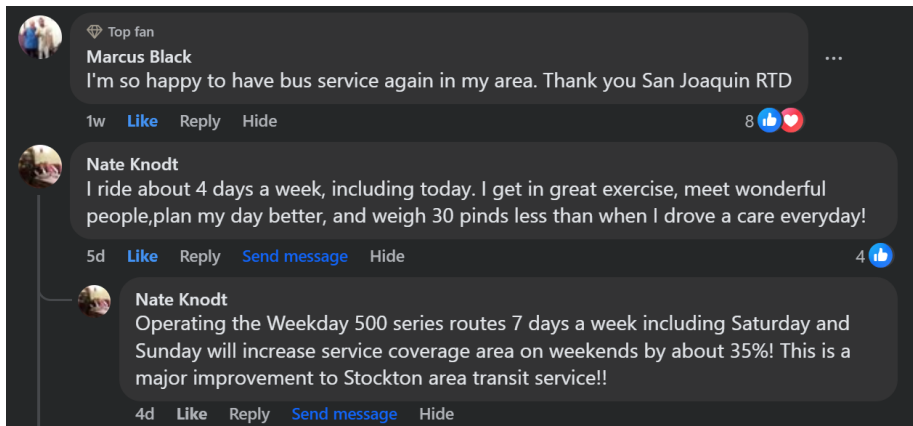 Top fan
Marcus Black
I'm so happy to have bus service again in my area. Thank you San Joaquin RTD
1w Like Reply Hide 8
Nate Knodt
I ride about 4 days a week, including today. I get in great exercise, meet wonderful
people,plan my day better, and weigh 30 pinds less than when I drove a care everyday!
5d Like Reply Send message Hide 4
Nate Knodt
Operating the Weekday 500 series routes 7 days a week including Saturday and
Sunday will increase service coverage area on weekends by about 35%! This is a
major improvement to Stockton area transit service!!
4d Like Reply Send message Hide